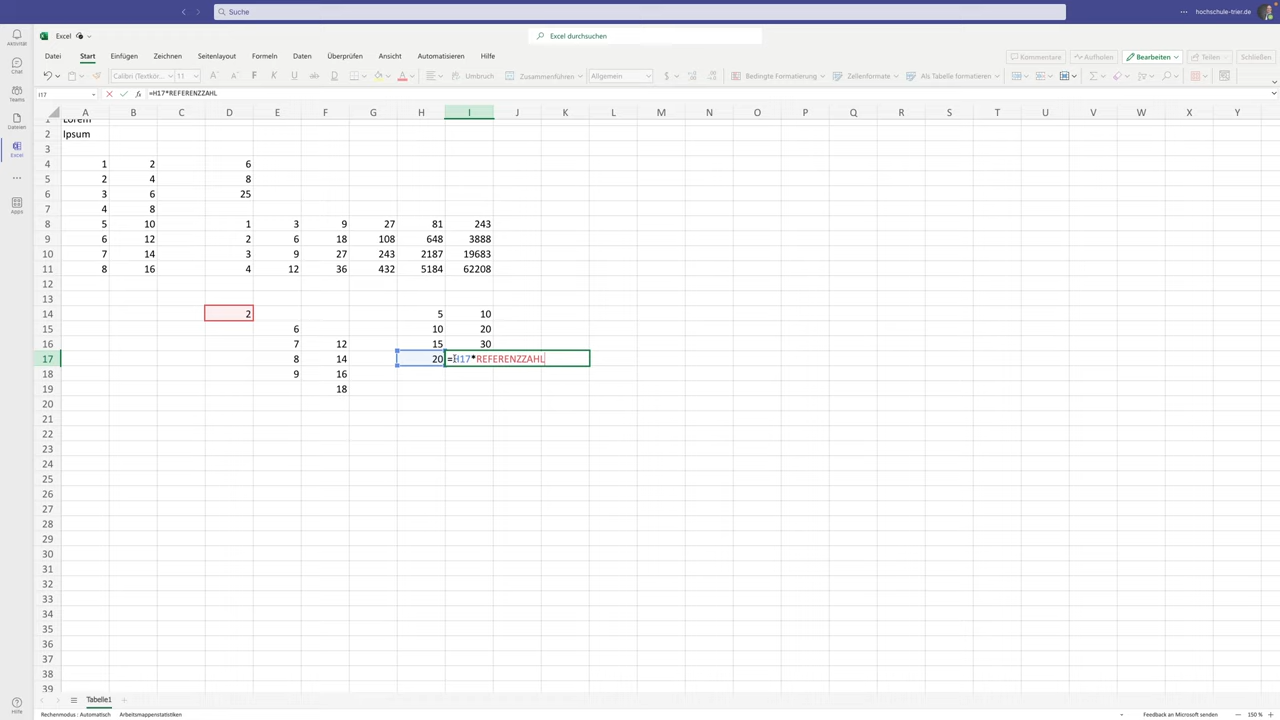 Suche
hochschule-trier.de
Aktivität
Chat
Teams
Dateien
Excel
Apps
Hilfe
Excel
Excel durchsuchen
Datei Start Einfügen Zeichnen Seitenlayout Formeln Daten Überprüfen Ansicht Automatisieren Hilfe
Kommentare Aufholen Bearbeiten Teilen Schließen
Calibri (Textkör... 11 F K U D Umbruch Zusammenführen Allgemein Bedingte Formatierung Zellenformate Als Tabelle formatieren
I17 fx =H17*REFERENZZAHL
A B C D E F G H I J K L M N O P Q R S T U V W X Y
1 Lorem
2 Ipsum
3
4 1 2 6
5 2 4 8
6 3 6 25
7 4 8
8 5 10 1 3 9 27 81 243
9 6 12 2 6 18 108 648 3888
10 7 14 3 9 27 243 2187 19683
11 8 16 4 12 36 432 5184 62208
12
13
14 2 5 10
15 6 10 20
16 7 12 15 30
17 8 14 20 =H17*REFERENZZAHL
18 9 16
19 18
20
21
22
23
24
25
26
27
28
29
30
31
32
33
34
35
36
37
38
39
Tabelle1
Rechenmodus : Automatisch Arbeitsmappenstatistiken Feedback an Microsoft senden 150 %